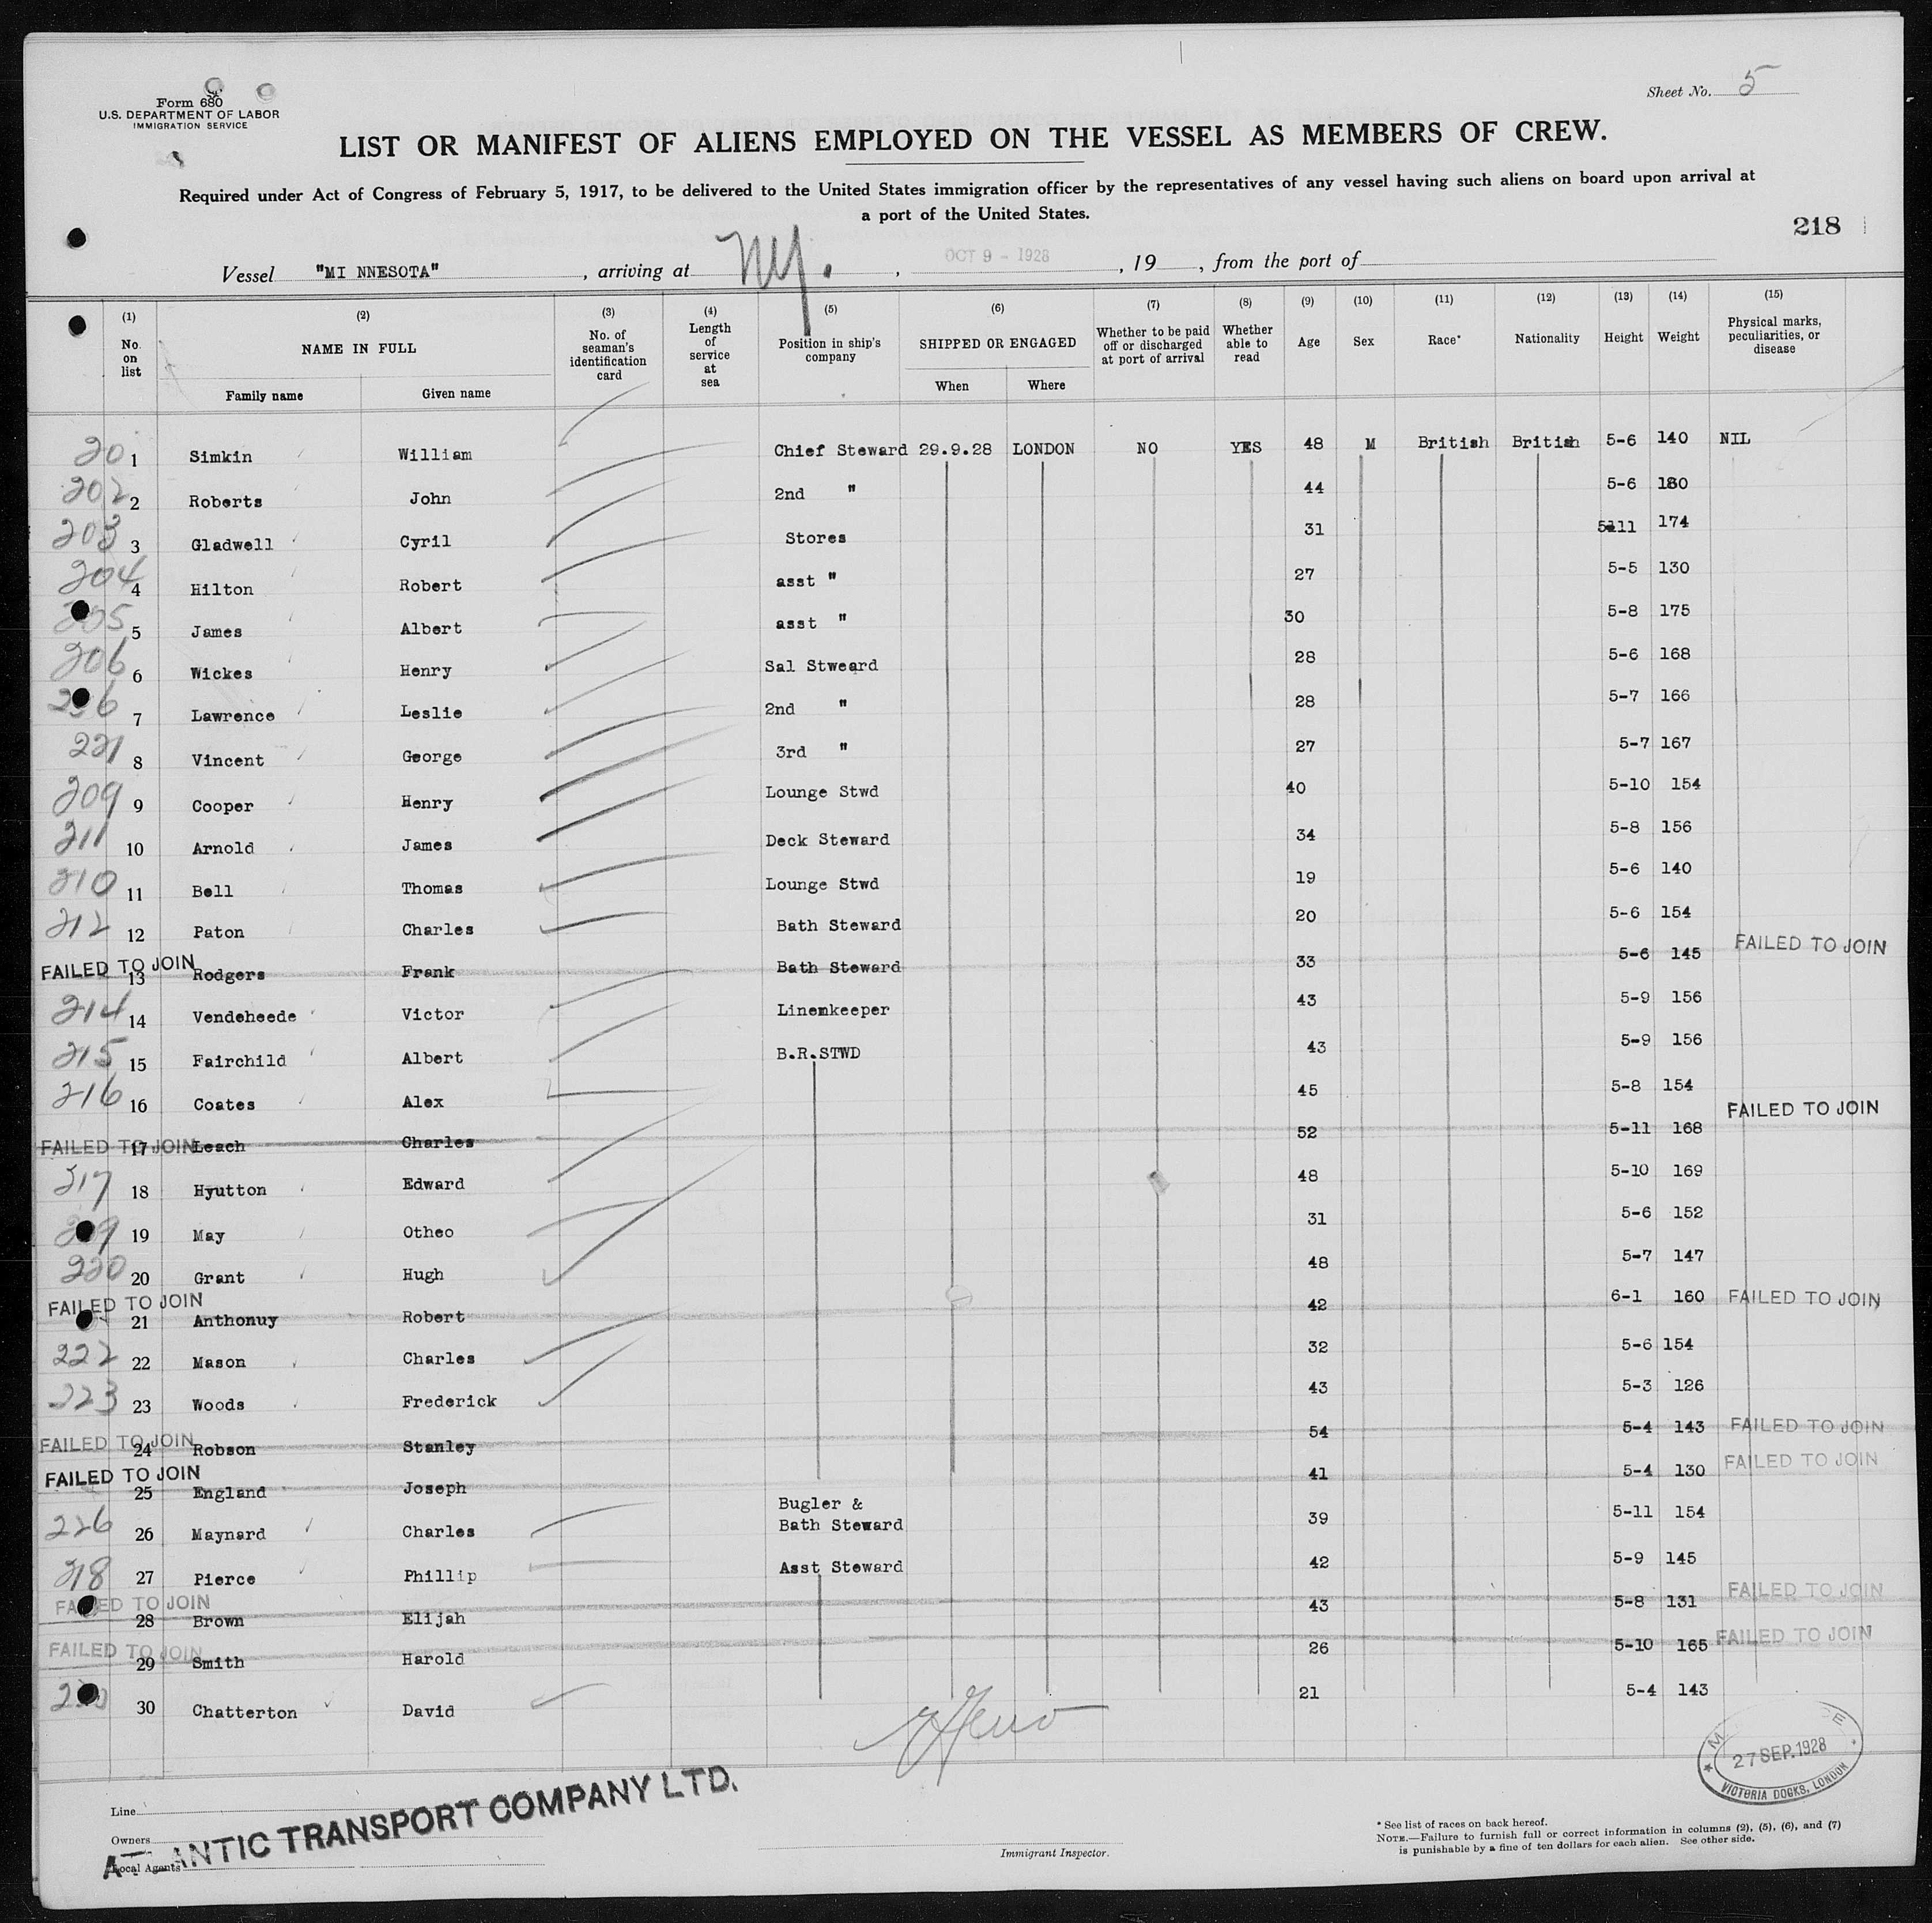 Form 680
U.S. DEPARTMENT OF LABOR
IMMIGRATION SERVICE
Sheet No. 5
LIST OR MANIFEST OF ALIENS EMPLOYED ON THE VESSEL AS MEMBERS OF CREW.
Required under Act of Congress of February 5, 1917, to be delivered to the United States immigration officer by the representatives of any vessel having such aliens on board upon arrival at
a port of the United States.
218
Vessel "MI NNESOTA", arriving at NY., OCT 9 - 1928, 19, from the port of
(1) (2) (3) (4) (5) (6) (7) (8) (9) (10) (11) (12) (13) (14) (15)
No. on list NAME IN FULL No. of seaman's identification card Length of service at sea Position in ship's company SHIPPED OR ENGAGED Whether to be paid off or discharged at port of arrival Whether able to read Age Sex Race* Nationality Height Weight Physical marks, peculiarities, or disease
Family name Given name When Where
20 1 Simkin William Chief Steward 29.9.28 LONDON NO YES 48 M British British 5-6 140 NIL
202 2 Roberts John 2nd " 44 5-6 180
203 3 Gladwell Cyril Stores 31 5-11 174
204 4 Hilton Robert asst " 27 5-5 130
205 5 James Albert asst " 30 5-8 175
206 6 Wickes Henry Sal Stweard 28 5-6 168
7 Lawrence Leslie 2nd " 28 5-7 166
221 8 Vincent George 3rd " 27 5-7 167
209 9 Cooper Henry Lounge Stwd 40 5-10 154
211 10 Arnold James Deck Steward 34 5-8 156
210 11 Bell Thomas Lounge Stwd 19 5-6 140
212 12 Paton Charles Bath Steward 20 5-6 154
FAILED TO JOIN 13 Rodgers Frank Bath Steward 33 5-6 145 FAILED TO JOIN
214 14 Vendeheede Victor Linenkeeper 43 5-9 156
215 15 Fairchild Albert B.R.STWD 43 5-9 156
216 16 Coates Alex 45 5-8 154
FAILED TO JOIN 17 Leach Charles 52 5-11 168 FAILED TO JOIN
217 18 Hyutton Edward 48 5-10 169
19 May Otheo 31 5-6 152
220 20 Grant Hugh 48 5-7 147
FAILED TO JOIN 21 Anthonuy Robert 42 6-1 160 FAILED TO JOIN
222 22 Mason Charles 32 5-6 154
223 23 Woods Frederick 43 5-3 126
FAILED TO JOIN 24 Robson Stanley 54 5-4 143 FAILED TO JOIN
FAILED TO JOIN 25 England Joseph 41 5-4 130 FAILED TO JOIN
226 26 Maynard Charles Bugler & Bath Steward 39 5-11 154
218 27 Pierce Phillip Asst Steward 42 5-9 145
FAILED TO JOIN 28 Brown Elijah 43 5-8 131 FAILED TO JOIN
FAILED TO JOIN 29 Smith Harold 26 5-10 165 FAILED TO JOIN
30 Chatterton David 21 5-4 143
27 SEP. 1928
VICTORIA DOCKS, LONDON
Line
Owners
Local Agents
ATLANTIC TRANSPORT COMPANY LTD.
Immigrant Inspector.
* See list of races on back hereof.
NOTE.—Failure to furnish full or correct information in columns (2), (5), (6), and (7)
is punishable by a fine of ten dollars for each alien. See other side.